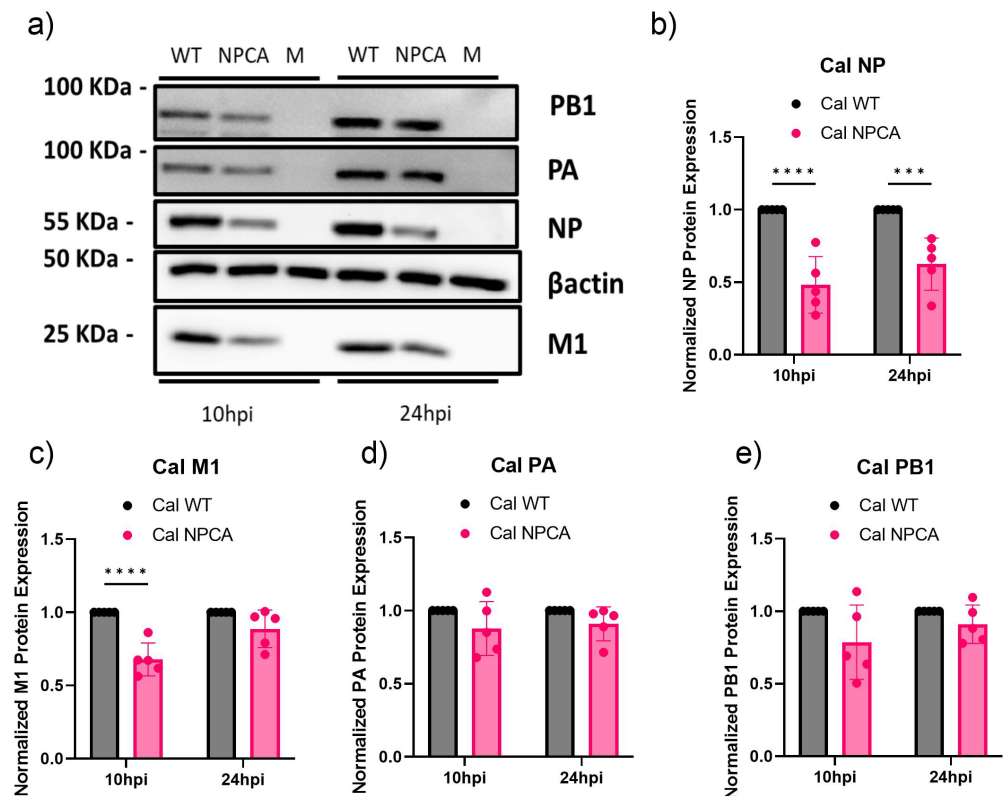 a)
WT NPCA M WT NPCA M
100 KDa - PB1
100 KDa - PA
55 KDa - NP
50 KDa - βactin
25 KDa - M1
10hpi 24hpi
b)
Cal NP
Cal WT
Cal NPCA
Normalized NP Protein Expression
1.5
1.0
0.5
0.0
**** ***
10hpi 24hpi
c)
Cal M1
Cal WT
Cal NPCA
Normalized M1 Protein Expression
1.5
1.0
0.5
0.0
****
10hpi 24hpi
d)
Cal PA
Cal WT
Cal NPCA
Normalized PA Protein Expression
1.5
1.0
0.5
0.0
10hpi 24hpi
e)
Cal PB1
Cal WT
Cal NPCA
Normalized PB1 Protein Expression
1.5
1.0
0.5
0.0
10hpi 24hpi